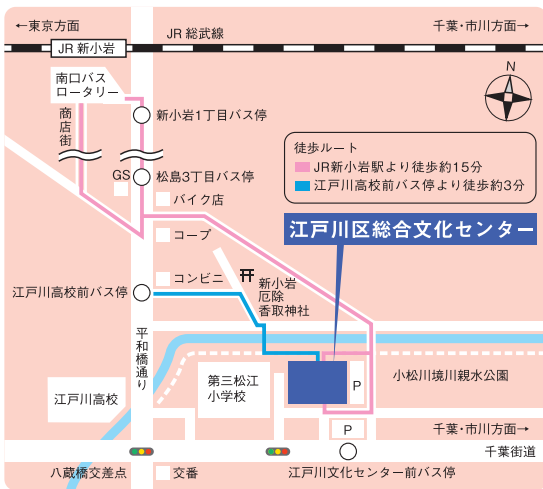 ←東京方面
JR 総武線
千葉・市川方面→
JR 新小岩
南口バス
ロータリー
N
商店街
新小岩1丁目バス停
徒歩ルート
JR新小岩駅より徒歩約15分
江戸川高校前バス停より徒歩約3分
GS
松島3丁目バス停
バイク店
江戸川区総合文化センター
コープ
コンビニ
新小岩
厄除
香取神社
江戸川高校前バス停
平和橋通り
第三松江
小学校
P
小松川境川親水公園
江戸川高校
P
千葉・市川方面→
千葉街道
八蔵橋交差点
交番
江戸川文化センター前バス停